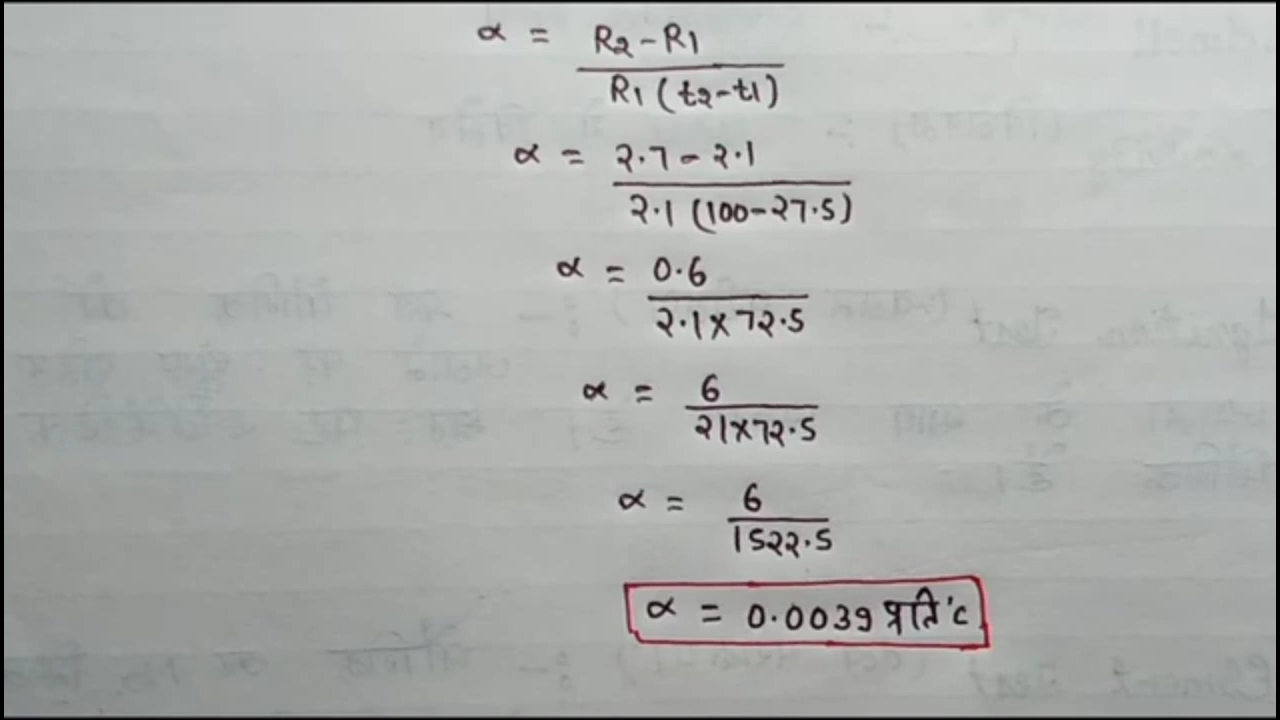 α = R2-R1
R1(t2-t1)
α = 2.7-2.1
2.1(100-27.5)
α = 0.6
2.1×72.5
α = 6
21×72.5
α = 6
1522.5
α = 0.0039 प्रति °C